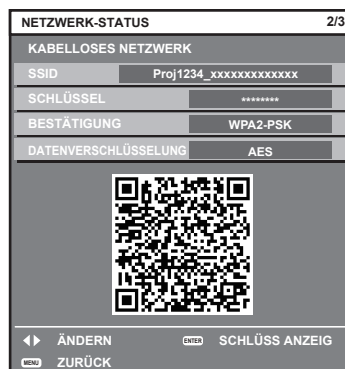 NETZWERK-STATUS 2/3
KABELLOSES NETZWERK
SSID Proj1234_xxxxxxxxxxxxx
SCHLÜSSEL ********
BESTÄTIGUNG WPA2-PSK
DATENVERSCHLÜSSELUNG AES
ÄNDERN ENTER SCHLÜSS ANZEIG
MENU ZURÜCK